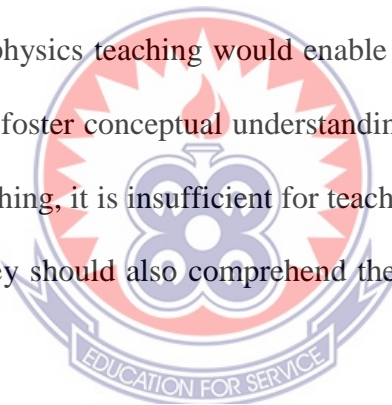 physics teaching would enable
foster conceptual understandin
hing, it is insufficient for teach
ey should also comprehend the
EDUCATION FOR SERVICE